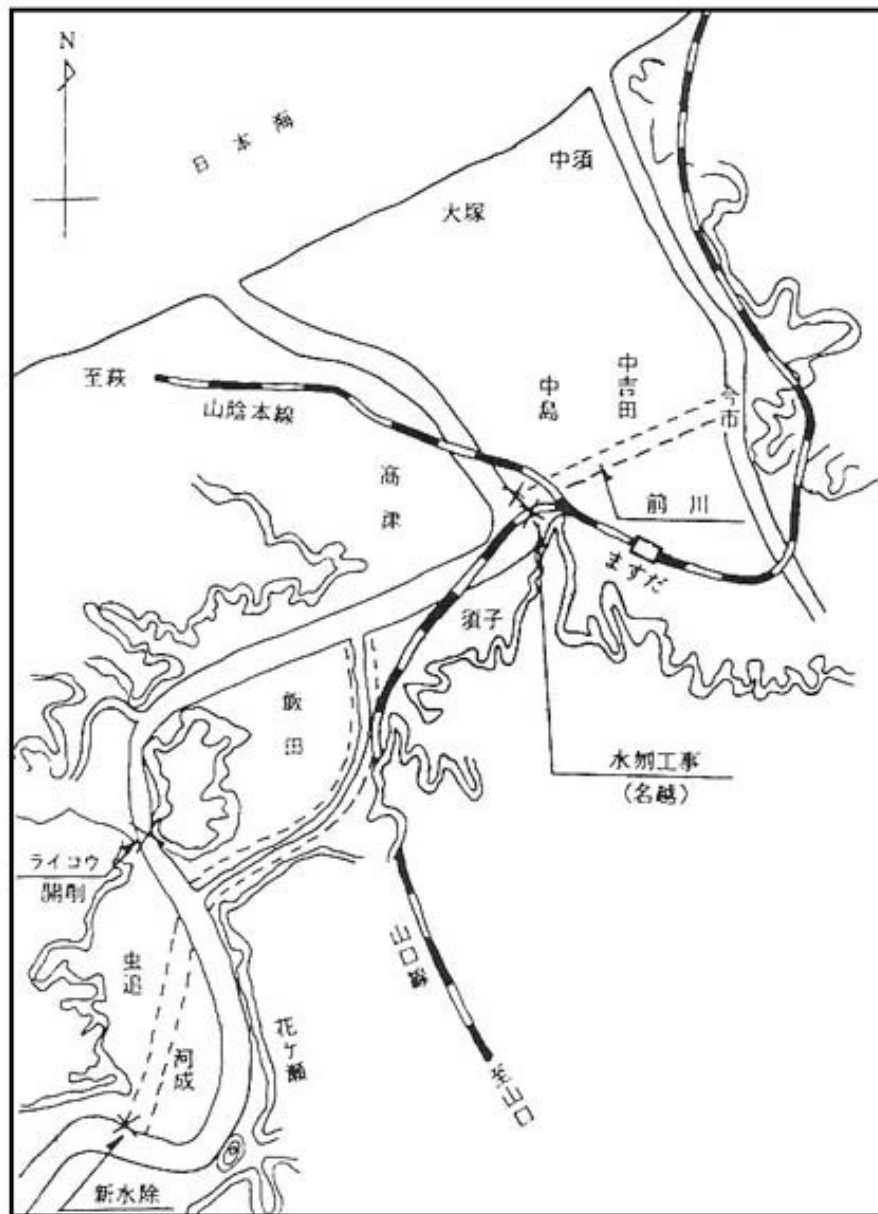 N
日本海
中須
大塚
至萩
山陰本線
中島
中吉田
今市
高津
前川
ますだ
須子
飯田
水刎工事
(名越)
ライコウ
開削
虫追
河成
花ケ瀬
山口線
至山口
新水除